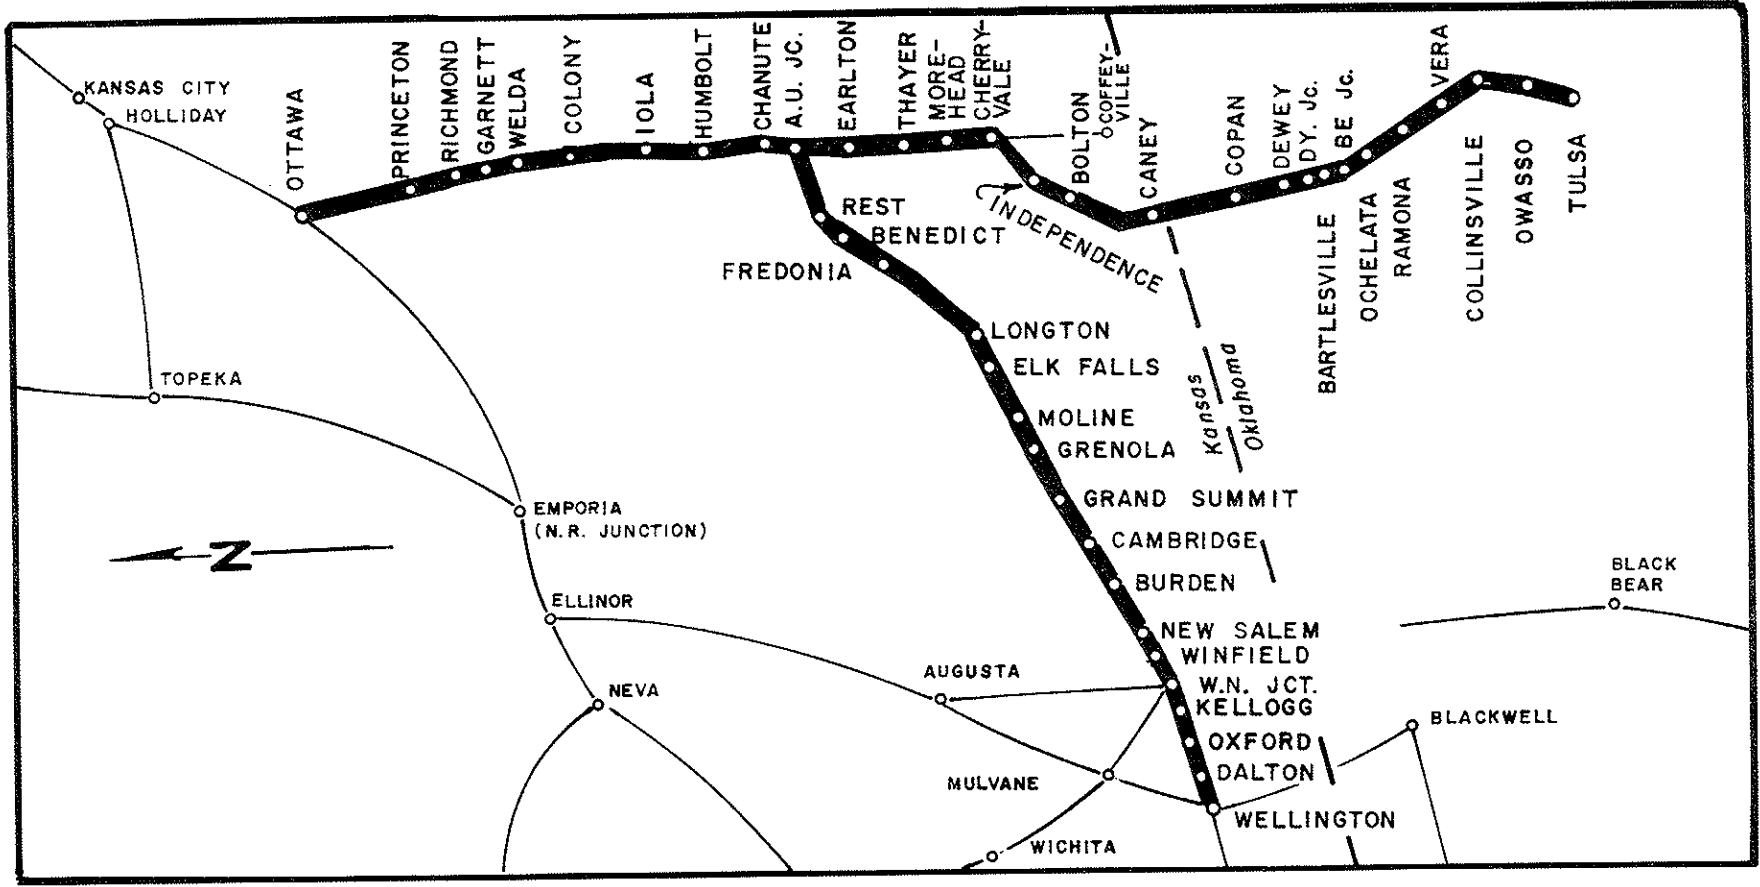 KANSAS CITY
HOLLIDAY
OTTAWA
PRINCETON
RICHMOND
GARNETT
WELDA
COLONY
IOLA
HUMBOLT
CHANUTE
A.U. JC.
EARLTON
THAYER
MORE-
HEAD
CHERRY-
VALE
BOLTON
COFFEY-
VILLE
CANEY
COPAN
DEWEY
DY. Jc.
BE Jc.
VERA
REST
BENEDICT
FREDONIA
INDEPENDENCE
BARTLESVILLE
OCHELATA
RAMONA
COLLINSVILLE
OWASSO
TULSA
LONGTON
ELK FALLS
Kansas
Oklahoma
TOPEKA
MOLINE
GRENOLA
GRAND SUMMIT
EMPORIA
(N.R. JUNCTION)
N
CAMBRIDGE
BURDEN
BLACK
BEAR
ELLINOR
NEW SALEM
WINFIELD
AUGUSTA
W.N. JCT.
NEVA
KELLOGG
BLACKWELL
OXFORD
DALTON
MULVANE
WELLINGTON
WICHITA